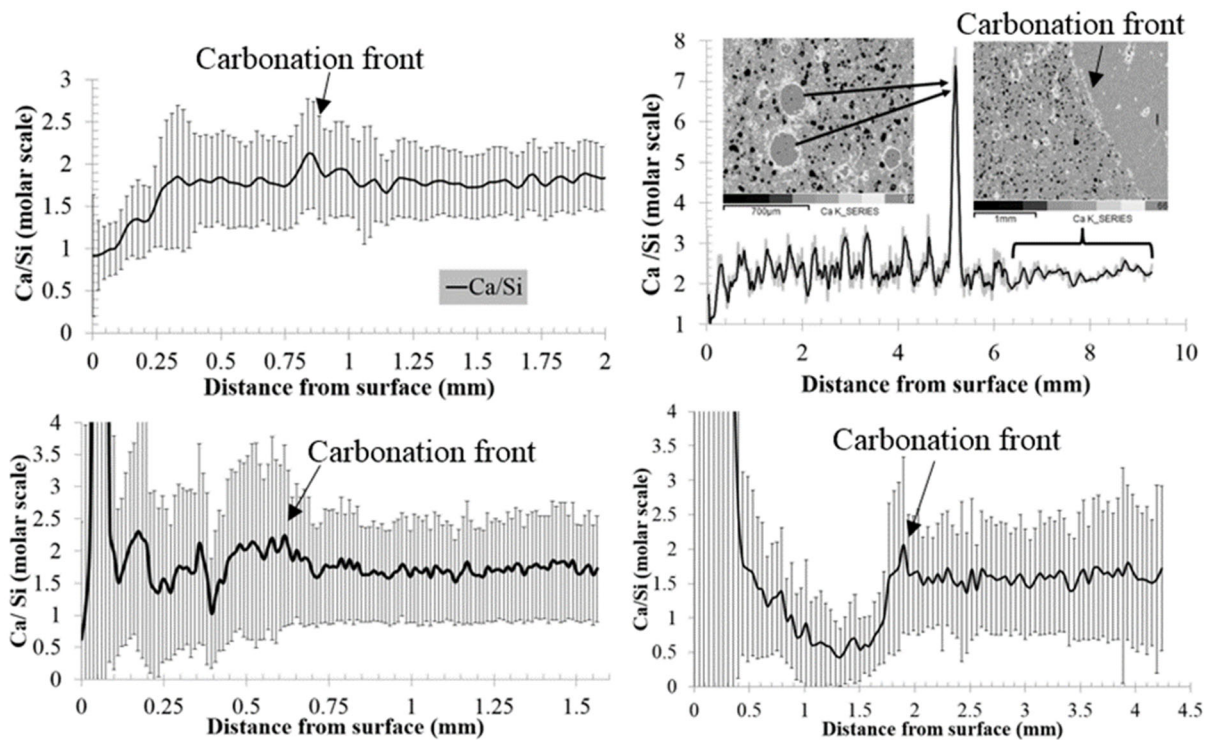 Carbonation front
3
2.5
2
1.5
1
0.5
0
Ca/Si (molar scale)
Ca/Si
0 0.25 0.5 0.75 1 1.25 1.5 1.75 2
Distance from surface (mm)
Carbonation front
8
7
6
5
4
3
2
1
Ca /Si (molar scale)
700µm Ca K_SERIES
1mm Ca K_SERIES
0 2 4 6 8 10
Distance from surface (mm)
Carbonation front
4
3.5
3
2.5
2
1.5
1
0.5
0
Ca/ Si (molar scale)
0 0.25 0.5 0.75 1 1.25 1.5
Distance from surface (mm)
Carbonation front
4
3.5
3
2.5
2
1.5
1
0.5
0
Ca/Si (molar scale)
0 0.5 1 1.5 2 2.5 3 3.5 4 4.5
Distance from surface (mm)